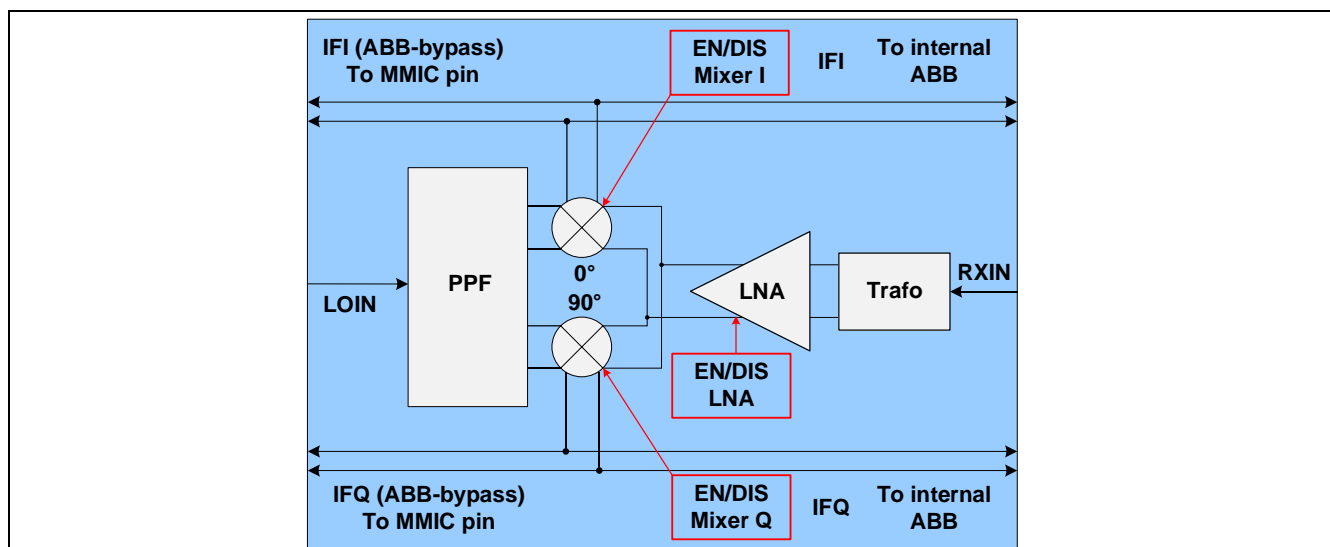 IFI (ABB-bypass)
To MMIC pin
EN/DIS
Mixer I
IFI
To internal
ABB
LOIN
PPF
0°
90°
LNA
Trafo
RXIN
EN/DIS
LNA
IFQ (ABB-bypass)
To MMIC pin
EN/DIS
Mixer Q
IFQ
To internal
ABB